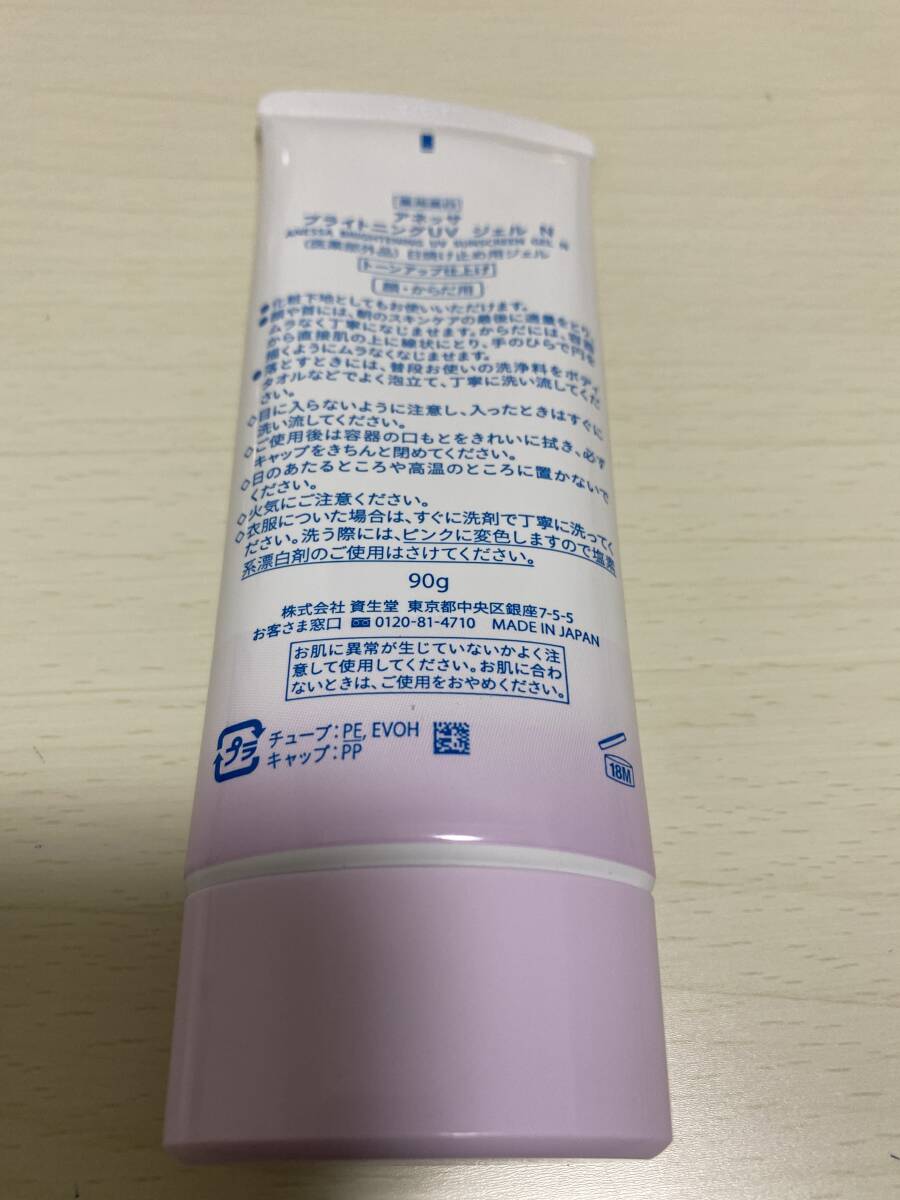 薬用美白
アネッサ
ブライトニングUV ジェル N
ANESSA BRIGHTENING UV SUNSCREEN GEL N
〈医薬部外品〉日焼け止め用ジェル
トーンアップ仕上げ
顔・からだ用
●化粧下地としてもお使いいただけます。
●顔や首には、朝のスキンケアの最後に適量をとり、
ムラなく丁寧になじませます。からだには、容器
から直接肌の上に線状にとり、手のひらで円を
描くようにムラなくなじませます。
●落とすときには、普段お使いの洗浄料をボディ
タオルなどでよく泡立て、丁寧に洗い流してくだ
さい。
◇目に入らないように注意し、入ったときはすぐに
洗い流してください。
◇ご使用後は容器の口もとをきれいに拭き、必ず
キャップをきちんと閉めてください。
◇日のあたるところや高温のところに置かないで
ください。
◇火気にご注意ください。
◇衣服についた場合は、すぐに洗剤で丁寧に洗ってく
ださい。洗う際には、ピンクに変色しますので塩素
系漂白剤のご使用はさけてください。
90g
株式会社 資生堂 東京都中央区銀座7-5-5
お客さま窓口 0120-81-4710 MADE IN JAPAN
お肌に異常が生じていないかよく注
意して使用してください。お肌に合わ
ないときは、ご使用をおやめください。
プラ チューブ:PE, EVOH
キャップ:PP
18M